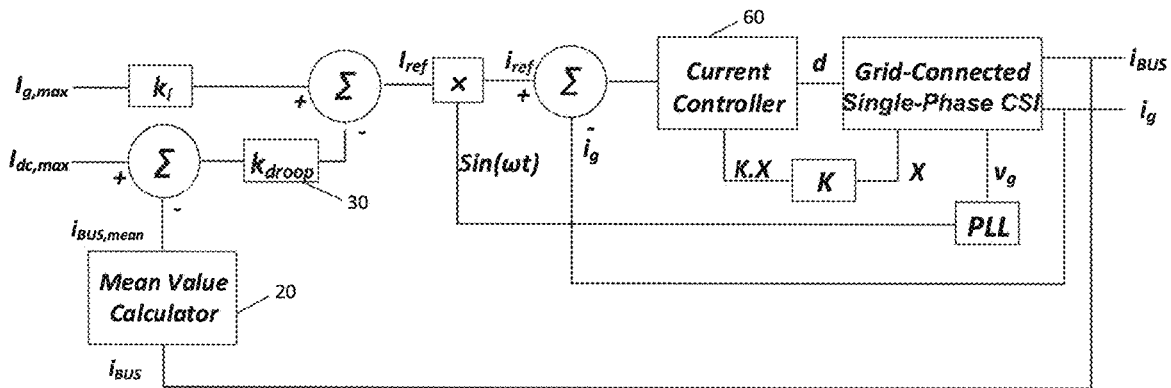 60
I_g,max
k_i
+
Σ
-
I_ref
×
i_ref
+
Σ
-
i_g
Current
Controller
d
Grid-Connected
Single-Phase CSI
i_BUS
i_g
I_dc,max
+
Σ
-
k_droop
30
Sin(ωt)
K.X
K
X
v_g
PLL
i_BUS,mean
Mean Value
Calculator
20
i_BUS